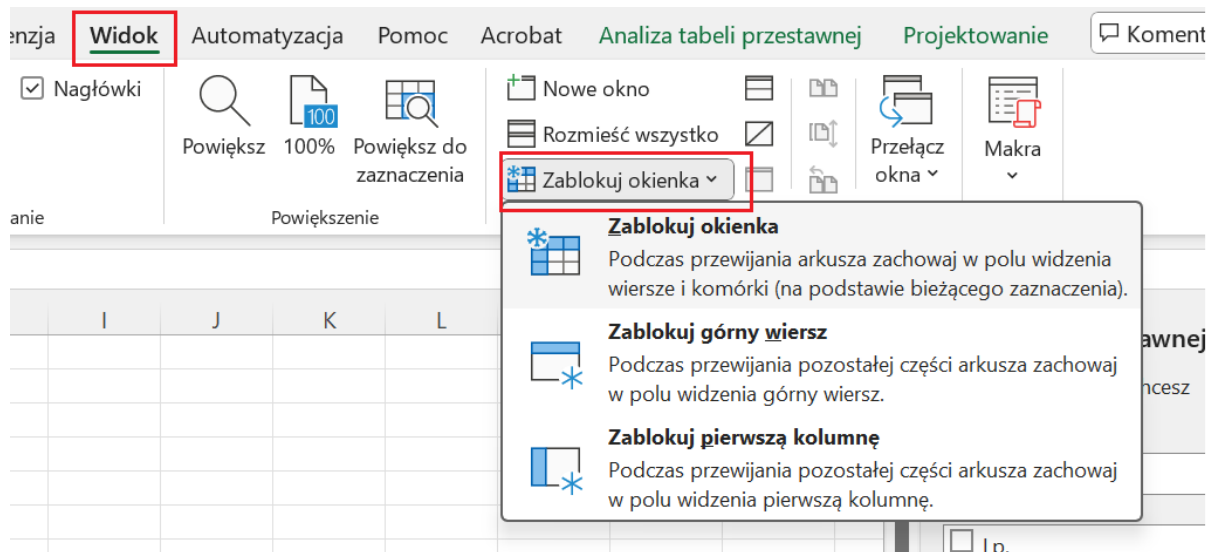 enzja Widok Automatyzacja Pomoc Acrobat Analiza tabeli przestawnej Projektowanie Koment
Nagłówki
Powiększ
100
100%
Powiększ do
zaznaczenia
Nowe okno
Rozmieść wszystko
Zablokuj okienka
Przełącz
okna
Makra
anie
Powiększenie
Zablokuj okienka
Podczas przewijania arkusza zachowaj w polu widzenia
wiersze i komórki (na podstawie bieżącego zaznaczenia).
Zablokuj górny wiersz
Podczas przewijania pozostałej części arkusza zachowaj
w polu widzenia górny wiersz.
Zablokuj pierwszą kolumnę
Podczas przewijania pozostałej części arkusza zachowaj
w polu widzenia pierwszą kolumnę.
I J K L
awnej
ncesz